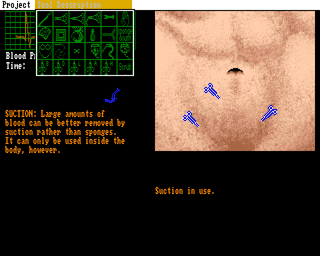 Project Tool Description
Blood P
Time:
SUCTION: Large amounts of
blood can be better removed by
suction rather than sponges.
It can only be used inside the
body, however.
Suction in use.